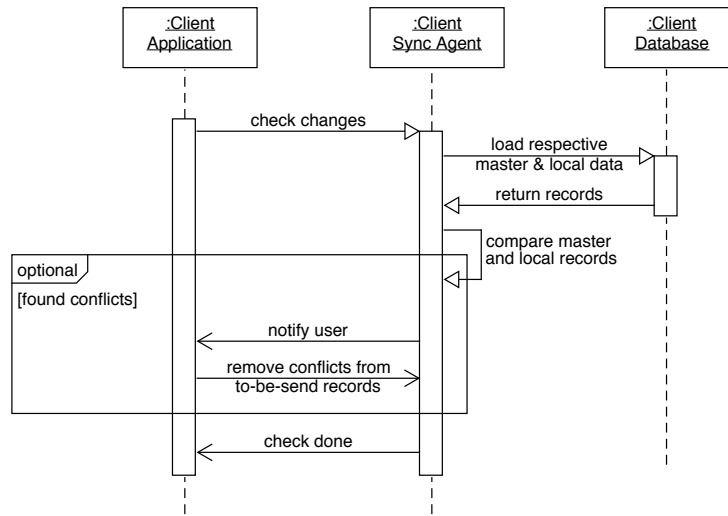 :Client
Application
:Client
Sync Agent
:Client
Database
check changes
load respective
master & local data
return records
compare master
and local records
optional
[found conflicts]
notify user
remove conflicts from
to-be-send records
check done